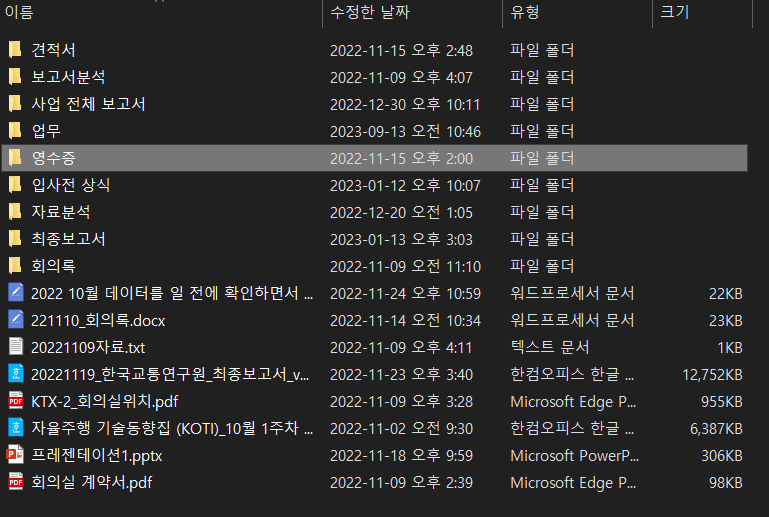 이름 수정한 날짜 유형 크기
견적서 2022-11-15 오후 2:48 파일 폴더
보고서분석 2022-11-09 오후 4:07 파일 폴더
사업 전체 보고서 2022-12-30 오후 10:11 파일 폴더
업무 2023-09-13 오전 10:46 파일 폴더
영수증 2022-11-15 오후 2:00 파일 폴더
입사전 상식 2023-01-12 오후 10:07 파일 폴더
자료분석 2022-12-20 오전 1:05 파일 폴더
최종보고서 2023-01-13 오후 3:03 파일 폴더
회의록 2022-11-09 오전 11:10 파일 폴더
2022 10월 데이터를 일 전에 확인하면서 ... 2022-11-24 오후 10:59 워드프로세서 문서 22KB
221110_회의록.docx 2022-11-14 오전 10:34 워드프로세서 문서 23KB
20221109자료.txt 2022-11-09 오후 4:11 텍스트 문서 1KB
20221119_한국교통연구원_최종보고서_v... 2022-11-23 오후 3:40 한컴오피스 한글 ... 12,752KB
PDF KTX-2_회의실위치.pdf 2022-11-09 오후 3:28 Microsoft Edge P... 955KB
자율주행 기술동향집 (KOTI)_10월 1주차 ... 2022-11-02 오전 9:30 한컴오피스 한글 ... 6,387KB
P 프레젠테이션1.pptx 2022-11-18 오후 9:59 Microsoft PowerP... 306KB
PDF 회의실 계약서.pdf 2022-11-09 오후 2:39 Microsoft Edge P... 98KB